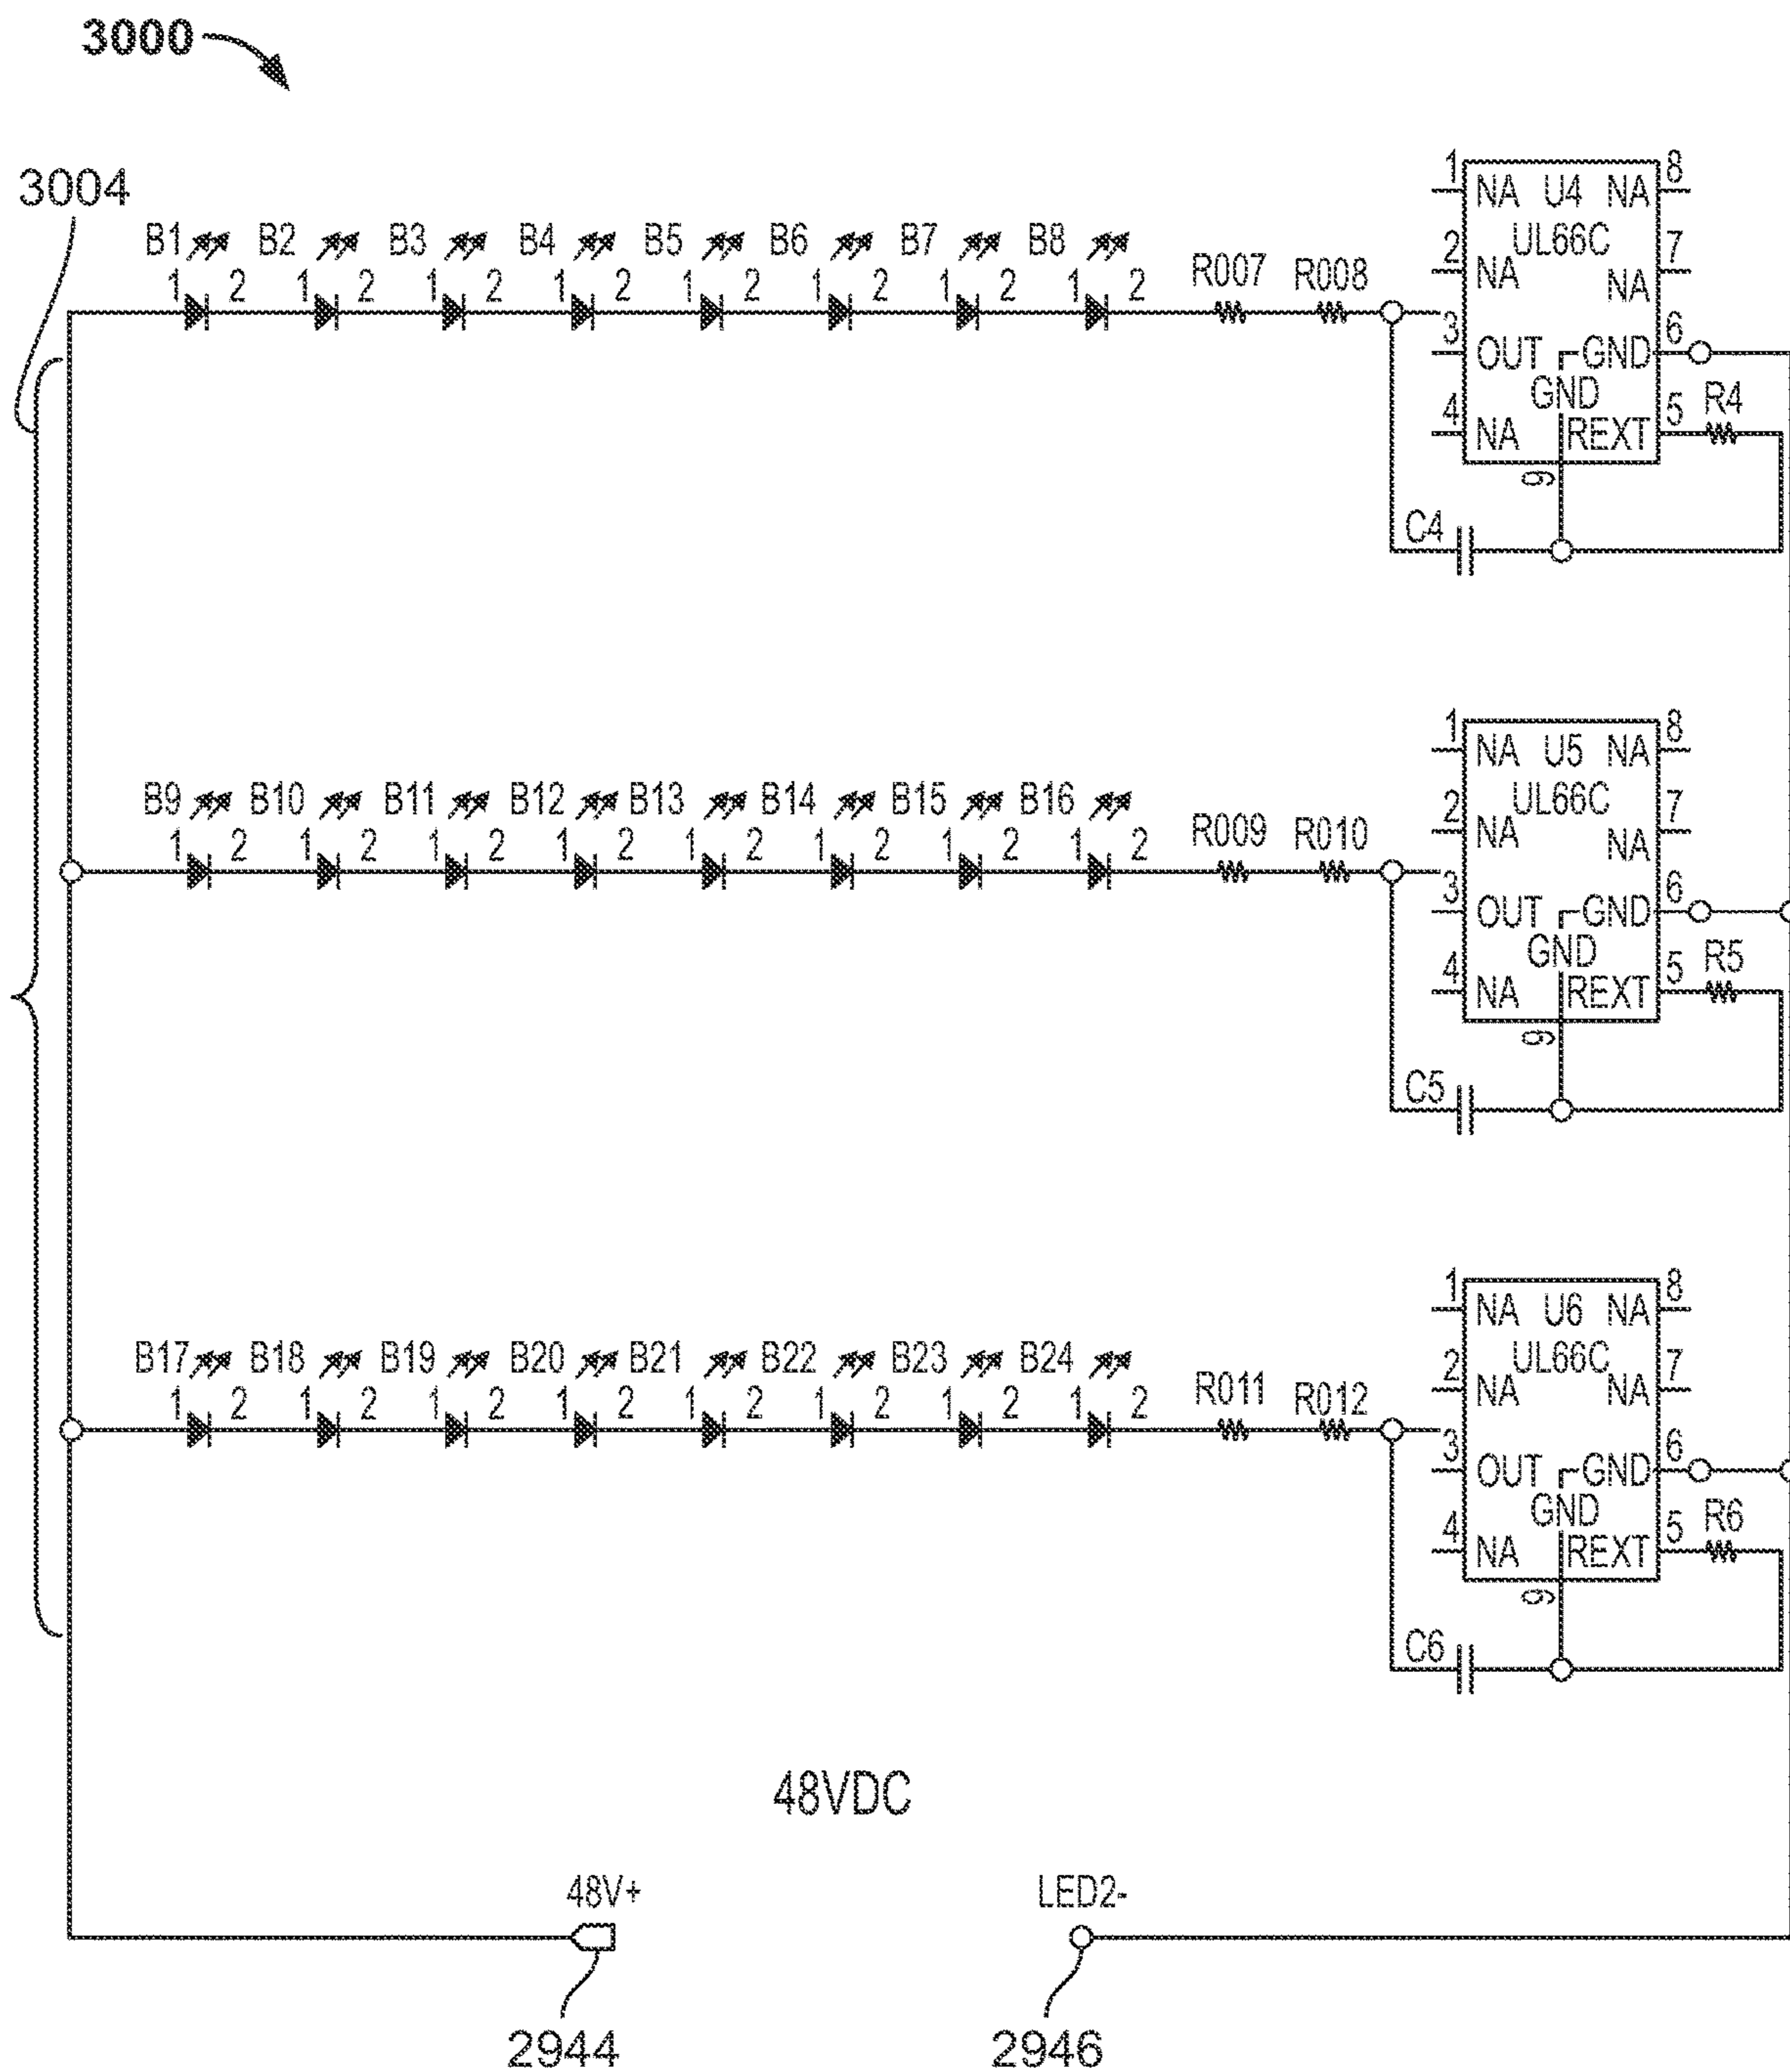 3000
3004
B1 B2 B3 B4 B5 B6 B7 B8 R007 R008
1 2 1 2 1 2 1 2 1 2 1 2 1 2 1 2
1 NA U4 NA 8
UL66C
2 NA NA 7
3 OUT GND 6
GND
4 NA REXT 5 R4
9
C4
B9 B10 B11 B12 B13 B14 B15 B16 R009 R010
1 2 1 2 1 2 1 2 1 2 1 2 1 2 1 2
1 NA U5 NA 8
UL66C
2 NA NA 7
3 OUT GND 6
GND
4 NA REXT 5 R5
9
C5
B17 B18 B19 B20 B21 B22 B23 B24 R011 R012
1 2 1 2 1 2 1 2 1 2 1 2 1 2 1 2
1 NA U6 NA 8
UL66C
2 NA NA 7
3 OUT GND 6
GND
4 NA REXT 5 R6
9
C6
48VDC
48V+ LED2-
2944 2946